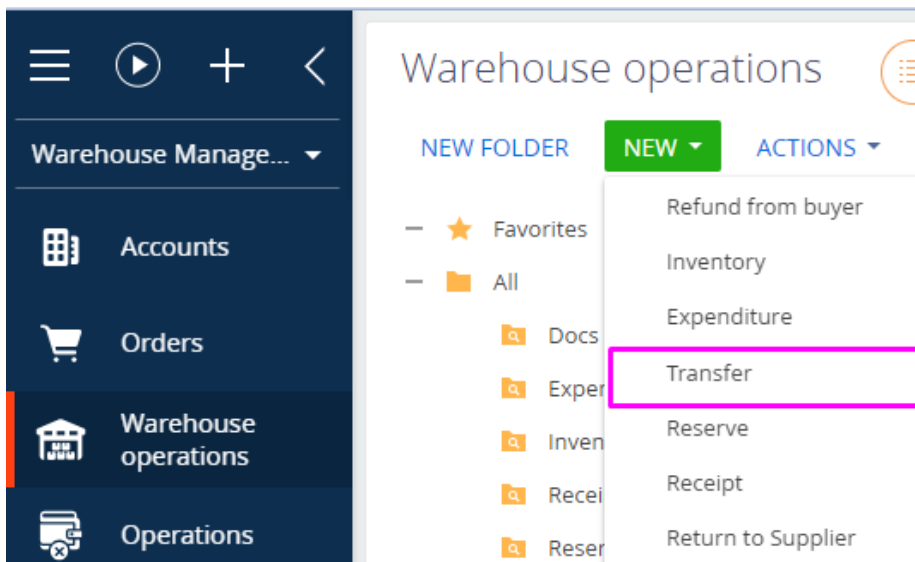 Warehouse Manage...
Accounts
Orders
Warehouse
operations
Operations
Warehouse operations
NEW FOLDER
NEW
ACTIONS
Favorites
All
Docs
Exper
Inven
Recei
Reser
Refund from buyer
Inventory
Expenditure
Transfer
Reserve
Receipt
Return to Supplier